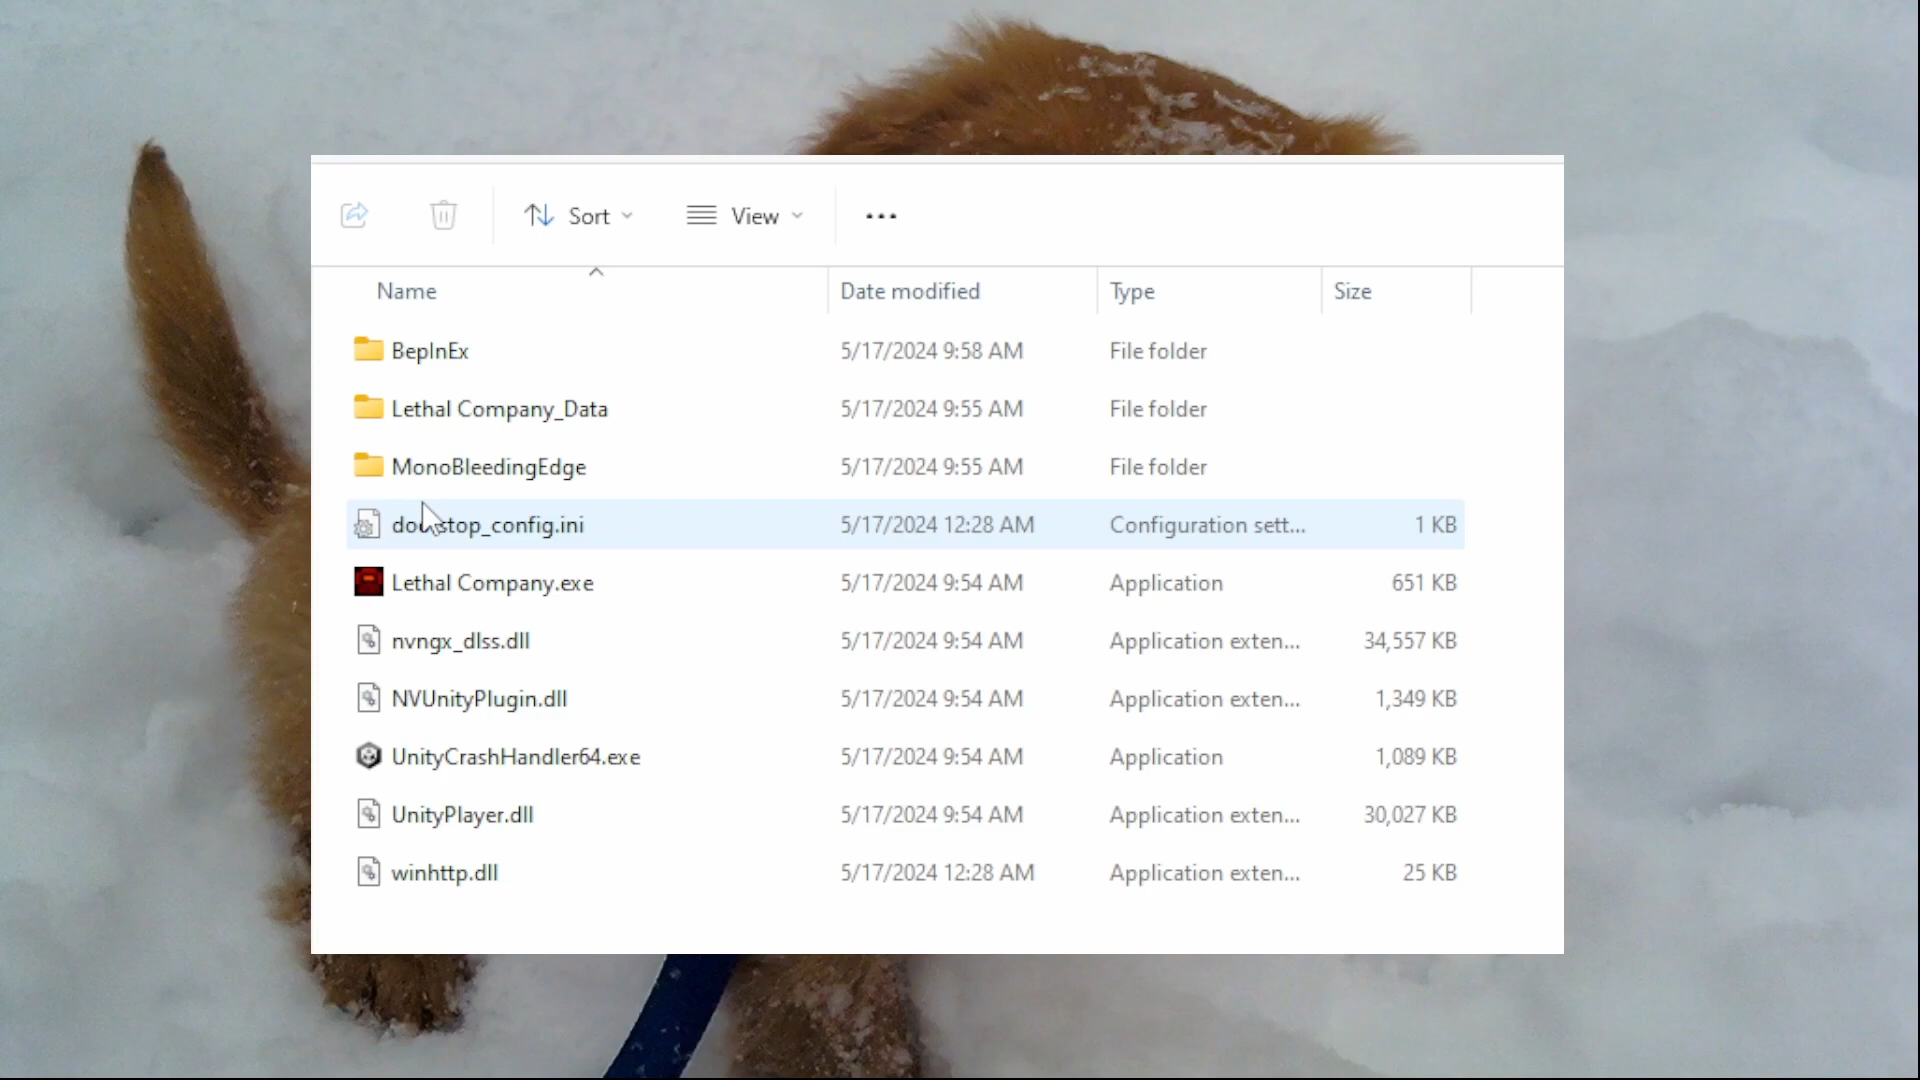 Sort View ...
Name Date modified Type Size
BepInEx 5/17/2024 9:58 AM File folder
Lethal Company_Data 5/17/2024 9:55 AM File folder
MonoBleedingEdge 5/17/2024 9:55 AM File folder
doorstop_config.ini 5/17/2024 12:28 AM Configuration sett... 1 KB
Lethal Company.exe 5/17/2024 9:54 AM Application 651 KB
nvngx_dlss.dll 5/17/2024 9:54 AM Application exten... 34,557 KB
NVUnityPlugin.dll 5/17/2024 9:54 AM Application exten... 1,349 KB
UnityCrashHandler64.exe 5/17/2024 9:54 AM Application 1,089 KB
UnityPlayer.dll 5/17/2024 9:54 AM Application exten... 30,027 KB
winhttp.dll 5/17/2024 12:28 AM Application exten... 25 KB